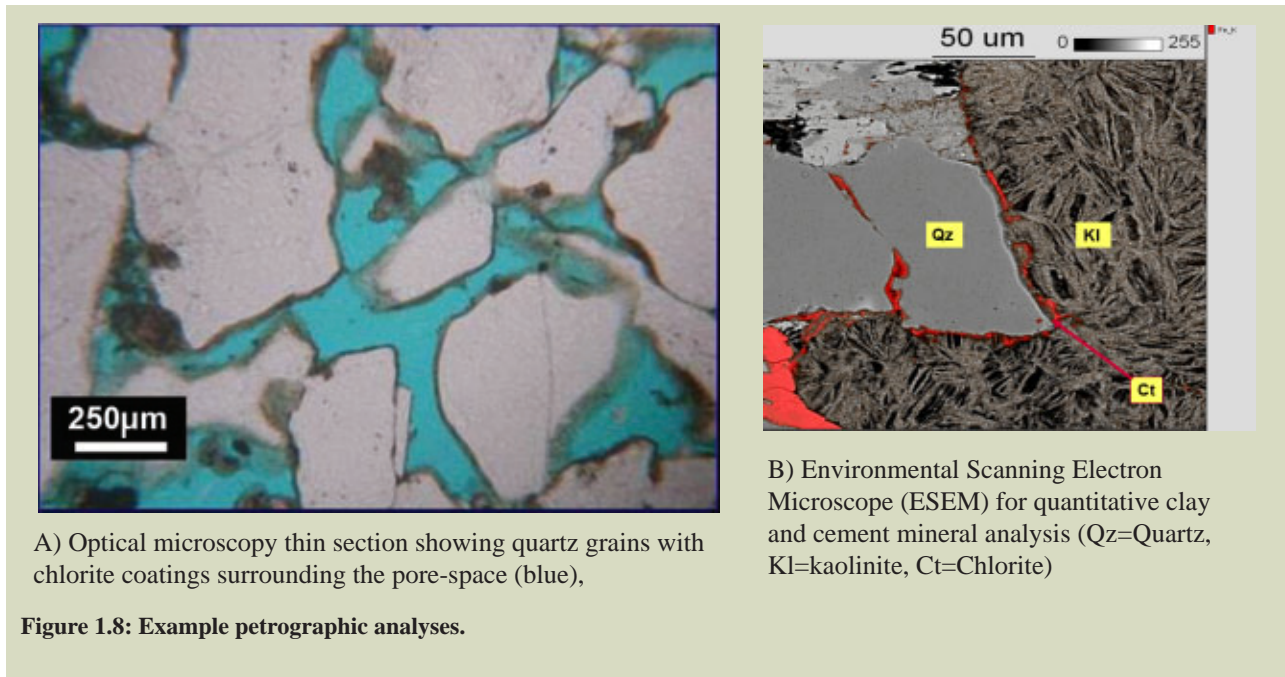 250µm
50 um 0 255
Fe_K
Qz
Kl
Ct
A) Optical microscopy thin section showing quartz grains with
chlorite coatings surrounding the pore-space (blue),
B) Environmental Scanning Electron
Microscope (ESEM) for quantitative clay
and cement mineral analysis (Qz=Quartz,
Kl=kaolinite, Ct=Chlorite)
Figure 1.8: Example petrographic analyses.